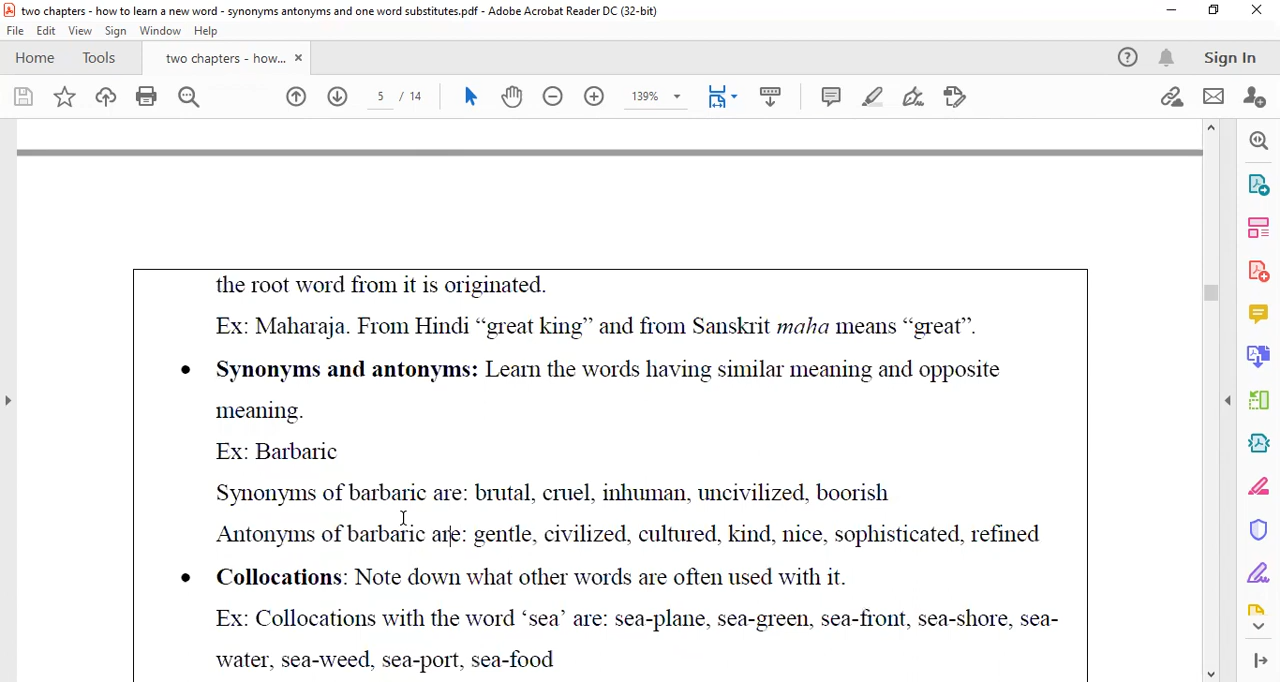 two chapters - how to learn a new word - synonyms antonyms and one word substitutes.pdf - Adobe Acrobat Reader DC (32-bit)
File Edit View Sign Window Help
Home Tools two chapters - how... × Sign In
5 / 14 139%
the root word from it is originated.
Ex: Maharaja. From Hindi “great king” and from Sanskrit maha means “great”.
• Synonyms and antonyms: Learn the words having similar meaning and opposite
meaning.
Ex: Barbaric
Synonyms of barbaric are: brutal, cruel, inhuman, uncivilized, boorish
Antonyms of barbaric are: gentle, civilized, cultured, kind, nice, sophisticated, refined
• Collocations: Note down what other words are often used with it.
Ex: Collocations with the word ‘sea’ are: sea-plane, sea-green, sea-front, sea-shore, sea-
water, sea-weed, sea-port, sea-food